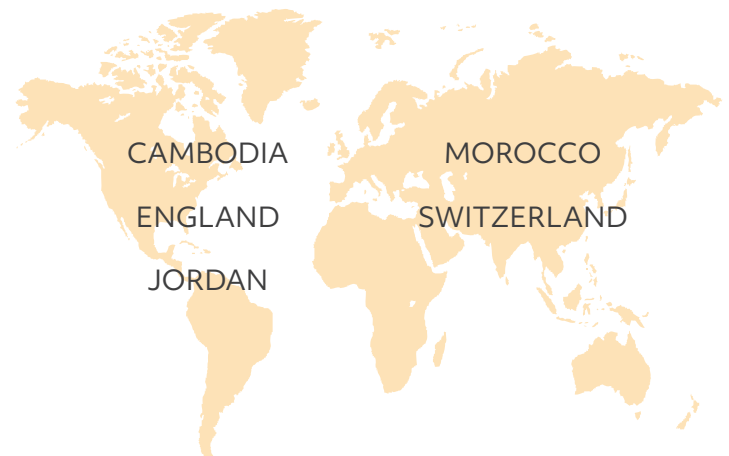 CAMBODIA
ENGLAND
JORDAN
MOROCCO
SWITZERLAND